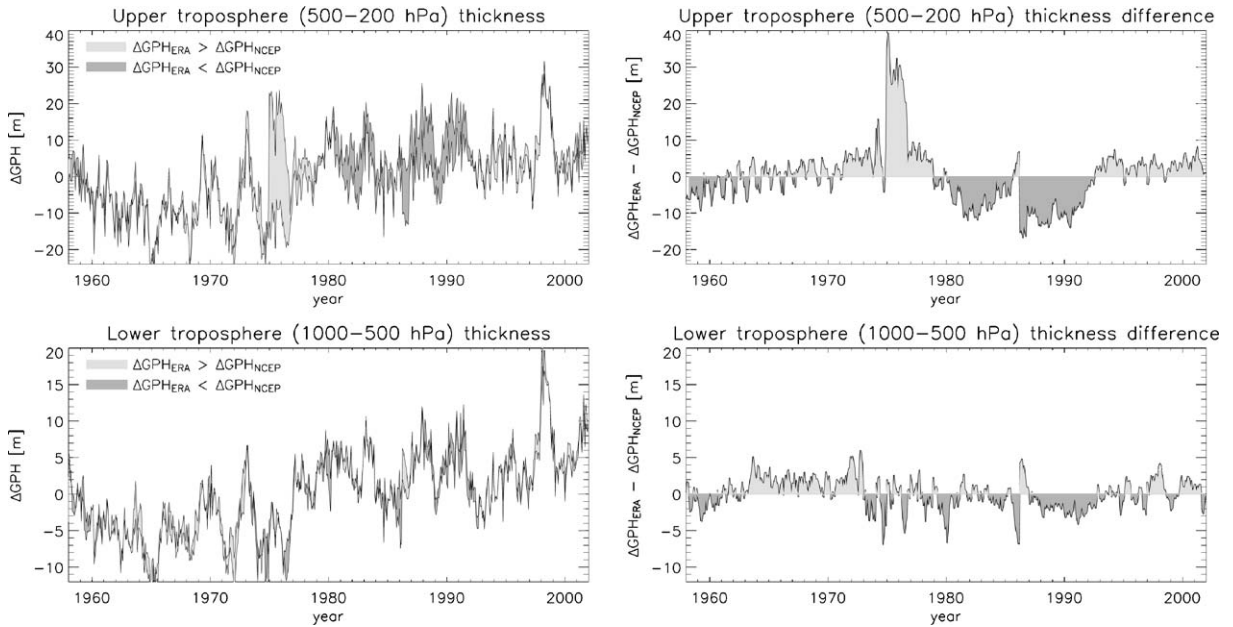 Upper troposphere (500−200 hPa) thickness
40
30
20
10
0
−10
−20
ΔGPH [m]
ΔGPH_ERA > ΔGPH_NCEP
ΔGPH_ERA < ΔGPH_NCEP
1960 1970 1980 1990 2000
year
Upper troposphere (500−200 hPa) thickness difference
40
30
20
10
0
−10
−20
ΔGPH_ERA − ΔGPH_NCEP [m]
1960 1970 1980 1990 2000
year
Lower troposphere (1000−500 hPa) thickness
20
15
10
5
0
−5
−10
ΔGPH [m]
ΔGPH_ERA > ΔGPH_NCEP
ΔGPH_ERA < ΔGPH_NCEP
1960 1970 1980 1990 2000
year
Lower troposphere (1000−500 hPa) thickness difference
20
15
10
5
0
−5
−10
ΔGPH_ERA − ΔGPH_NCEP [m]
1960 1970 1980 1990 2000
year